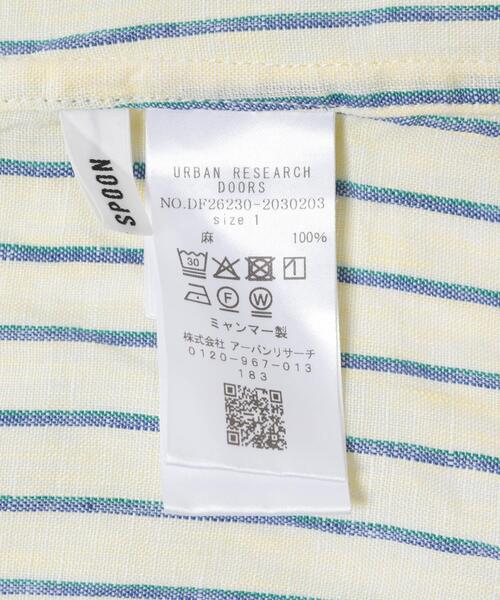 SPOON
URBAN RESEARCH
DOORS
NO.DF26230-2030203
size 1
麻 100%
30
F W
ミャンマー製
株式会社 アーバンリサーチ
0120-967-013
183